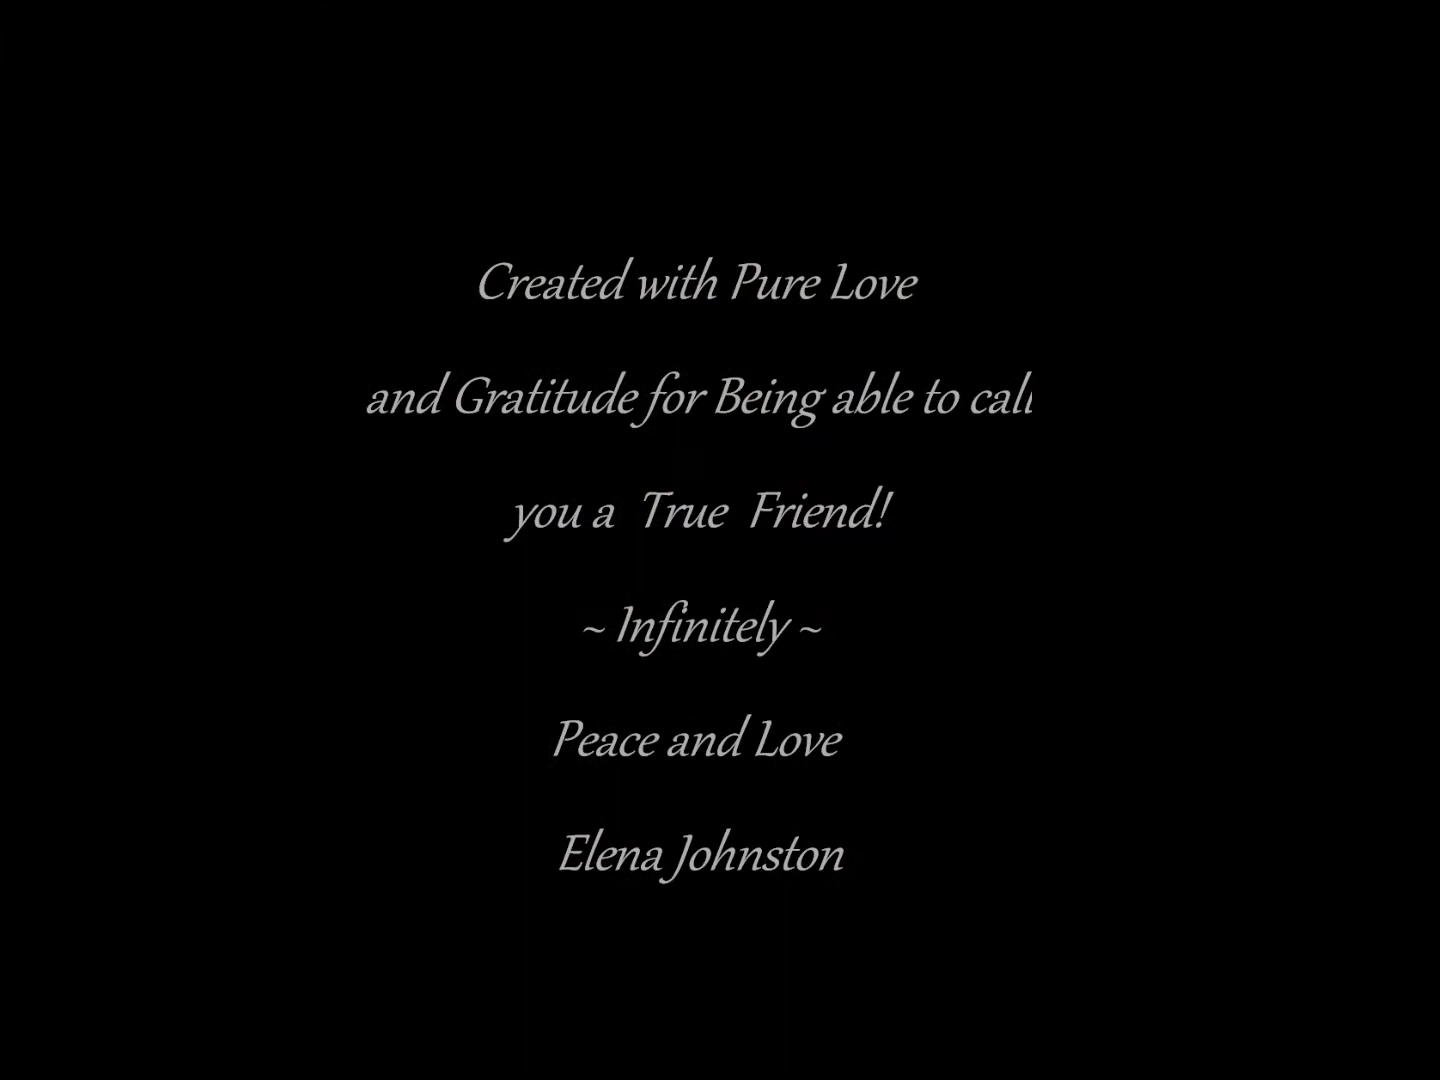 Created with Pure Love
and Gratitude for Being able to call
you a True Friend!
~ Infinitely ~
Peace and Love
Elena Johnston